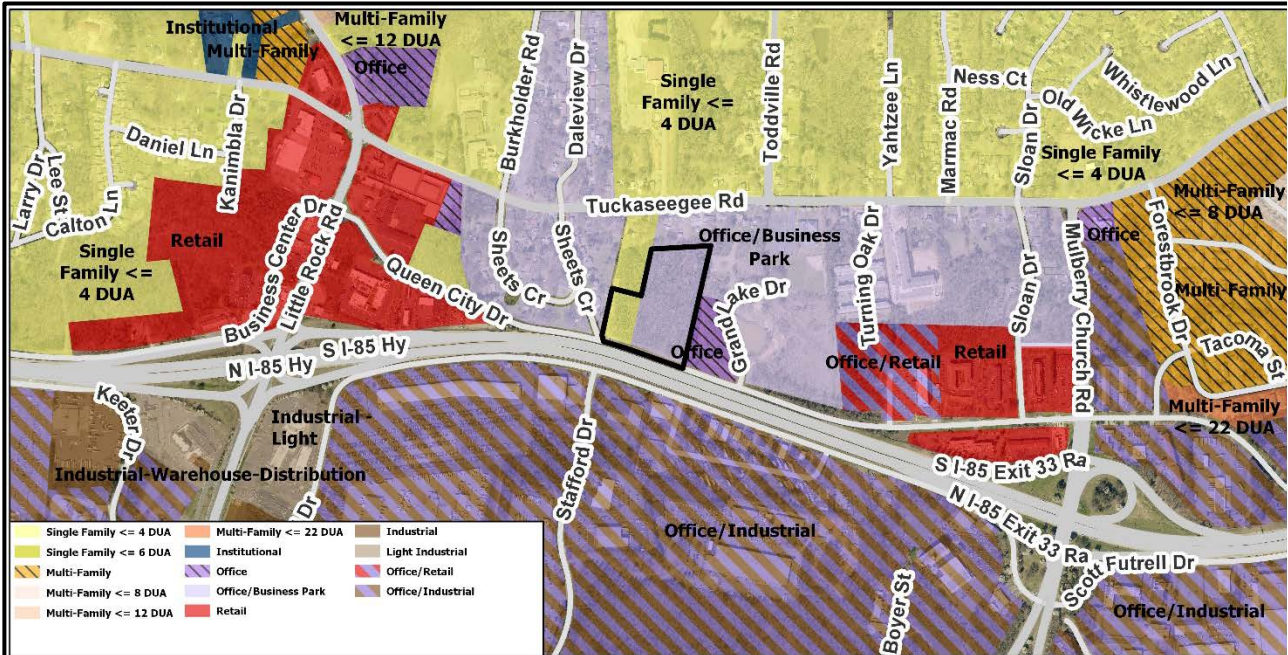 Institutional
Multi-Family
Multi-Family
<= 12 DUA
Office
Burkholder Rd
Daleview Dr
Single
Family <=
4 DUA
Toddville Rd
Yahtzee Ln
Marmac Rd
Ness Ct
Sloan Dr
Old Wicke Ln
Whistlewood Ln
Single Family
<= 4 DUA
Larry Dr
Lee St
Calton Ln
Daniel Ln
Kanimbla Dr
Tuckaseegee Rd
Multi-Family
<= 8 DUA
Single
Family <=
4 DUA
Retail
Business Center Dr
Little Rock Rd
Queen City Dr
Sheets Cr
Sheets Cr
Office/Business
Park
Grand Lake Dr
Office
Turning Oak Dr
Sloan Dr
Mulberry Church Rd
Office
Forestbrook Dr
Multi-Family
Tacoma St
Office/Retail
Retail
Multi-Family
<= 22 DUA
N I-85 Hy
S I-85 Hy
Keeter Dr
Industrial -
Light
Industrial-Warehouse-Distribution
Dr
Stafford Dr
S I-85 Exit 33 Ra
N I-85 Exit 33 Ra
Office/Industrial
Boyer St
Scott Futrell Dr
Office/Industrial
Single Family <= 4 DUA
Single Family <= 6 DUA
Multi-Family
Multi-Family <= 8 DUA
Multi-Family <= 12 DUA
Multi-Family <= 22 DUA
Institutional
Office
Office/Business Park
Retail
Industrial
Light Industrial
Office/Retail
Office/Industrial